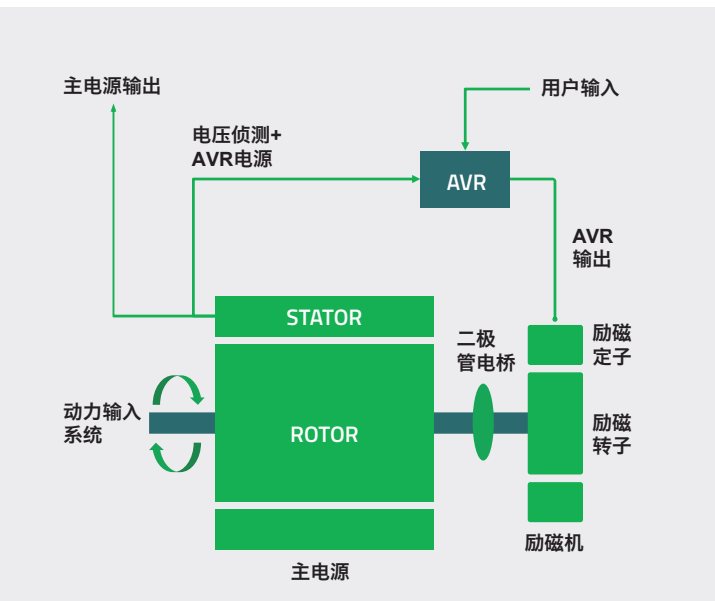 主电源输出
用户输入
电压侦测+
AVR电源
AVR
AVR
输出
STATOR
二极
管电桥
励磁
定子
动力输入
系统
ROTOR
励磁
转子
励磁机
主电源